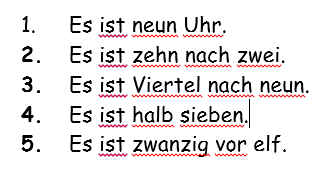 1. Es ist neun Uhr.
2. Es ist zehn nach zwei.
3. Es ist Viertel nach neun.
4. Es ist halb sieben.
5. Es ist zwanzig vor elf.